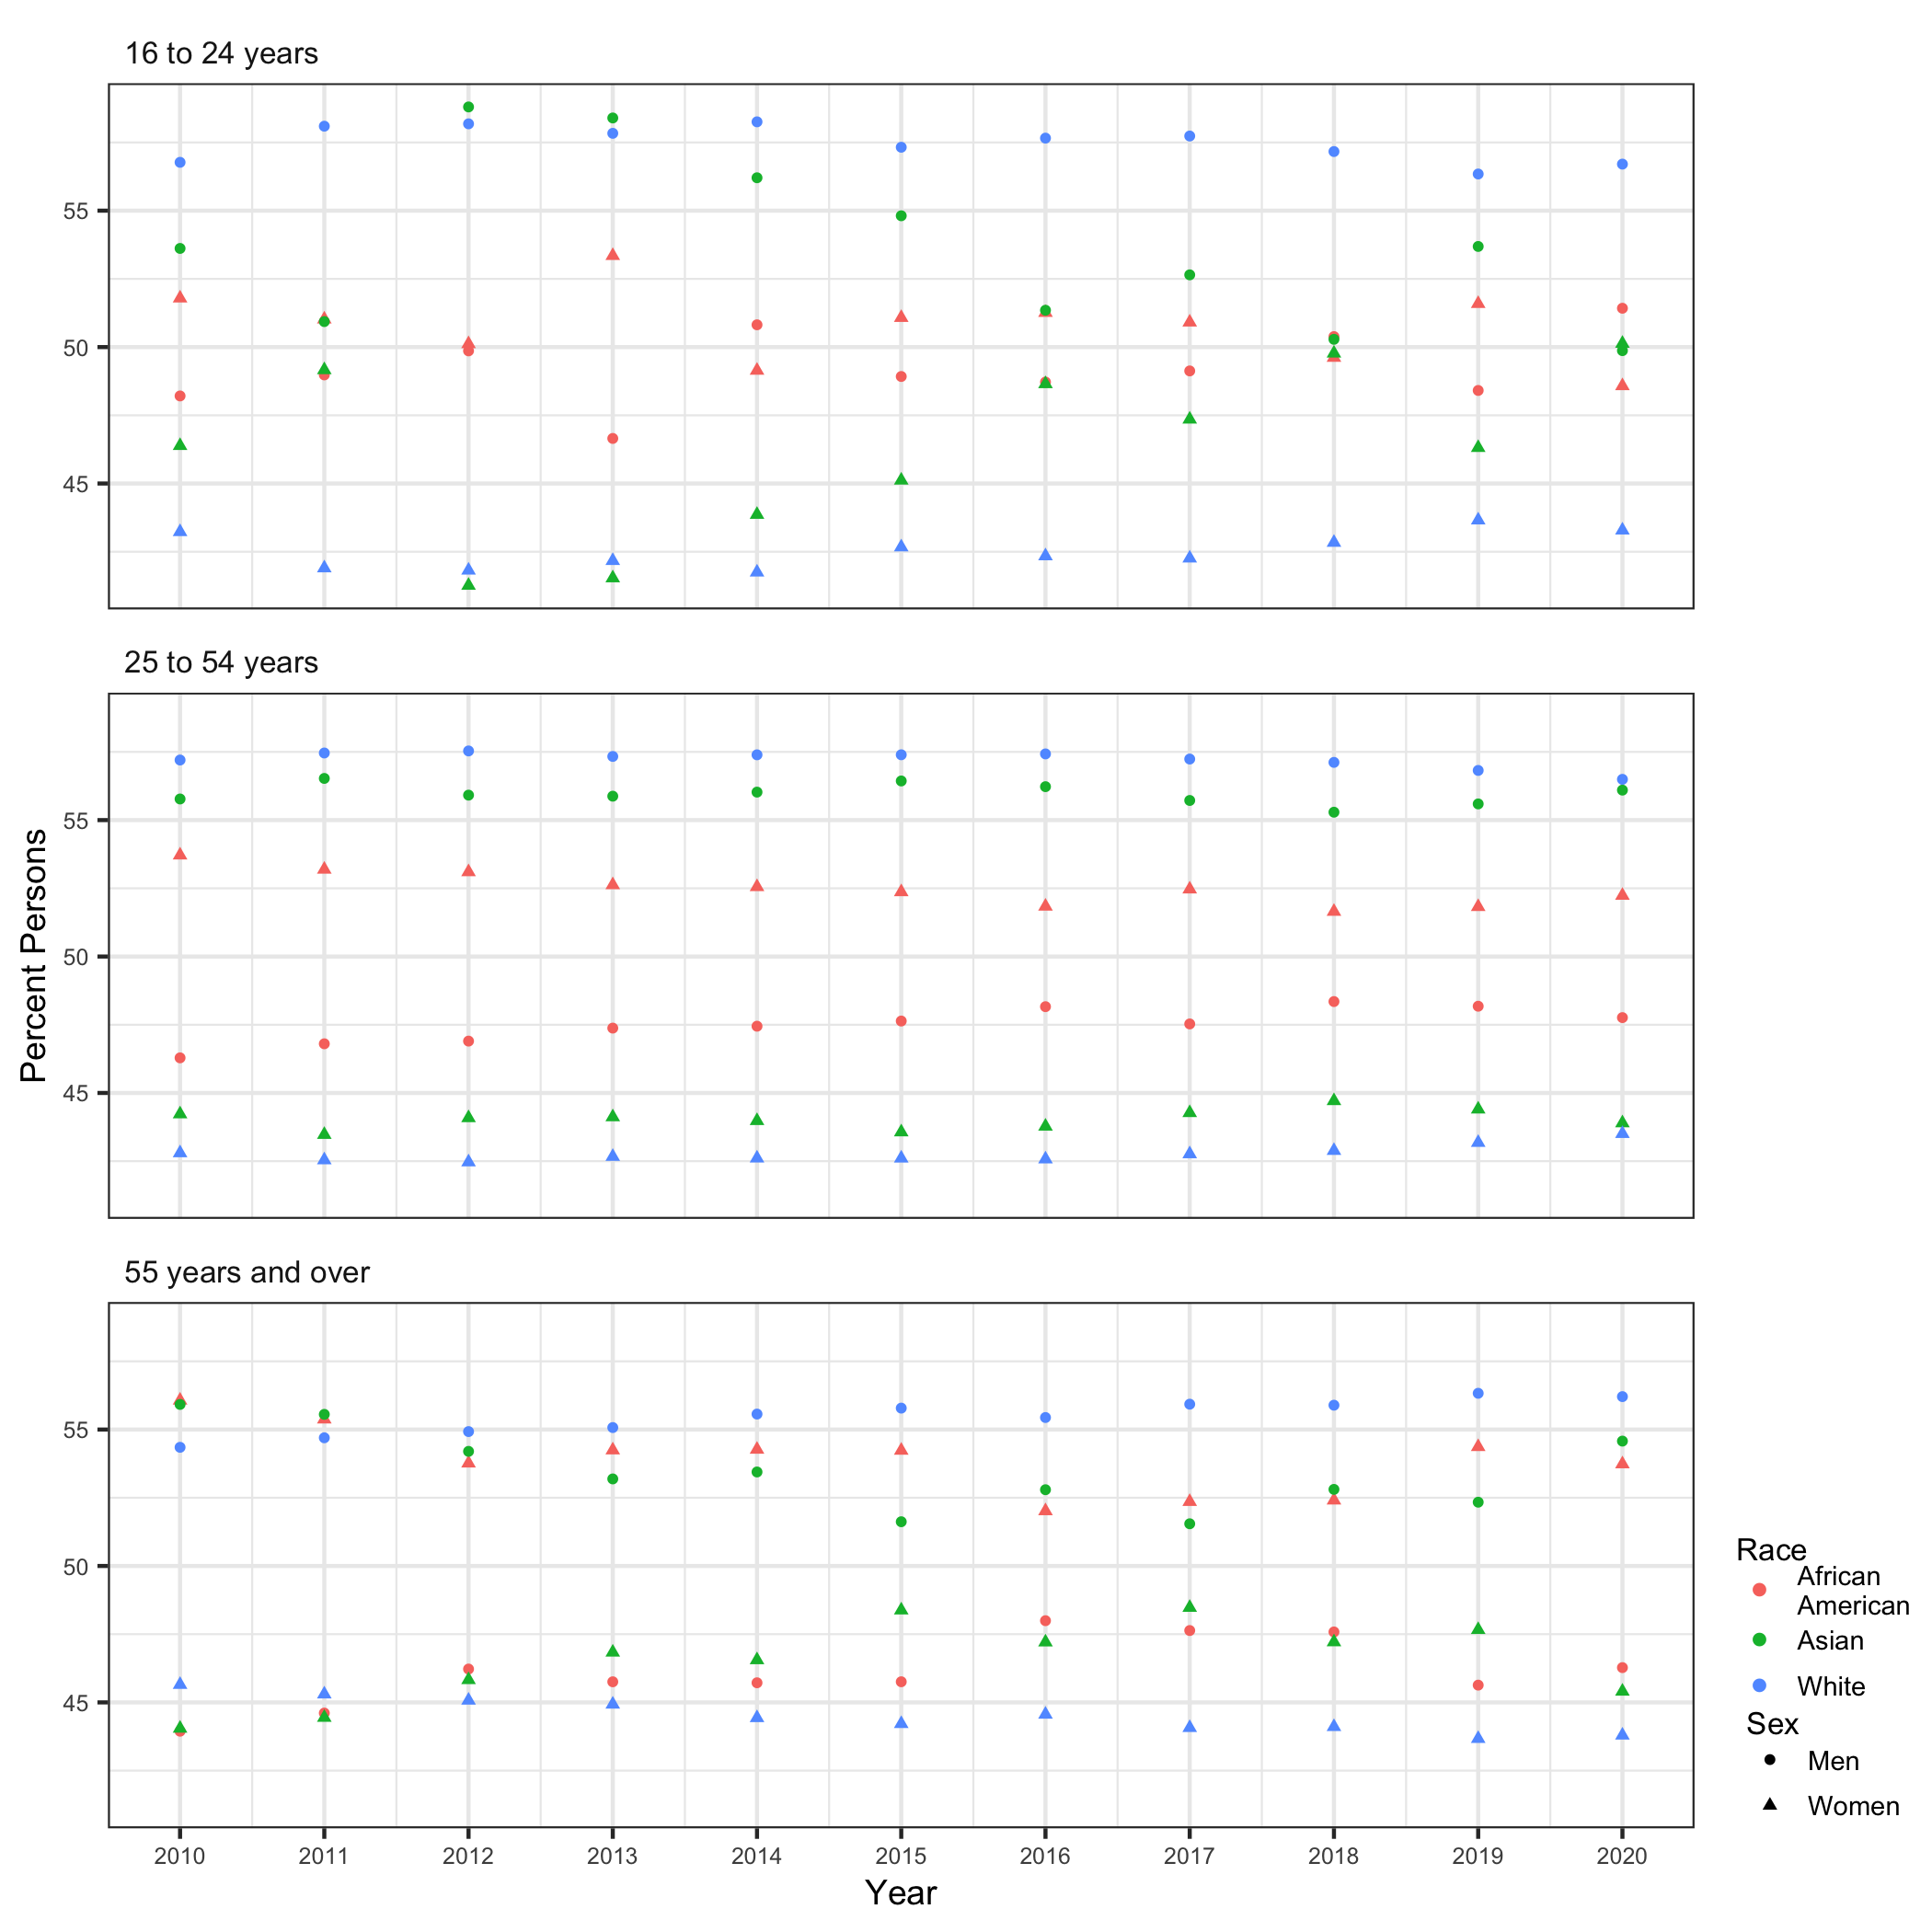 16 to 24 years
55
50
45
25 to 54 years
55
50
45
Percent Persons
55 years and over
55
50
45
2010 2011 2012 2013 2014 2015 2016 2017 2018 2019 2020
Year
Race
African
American
Asian
White
Sex
Men
Women